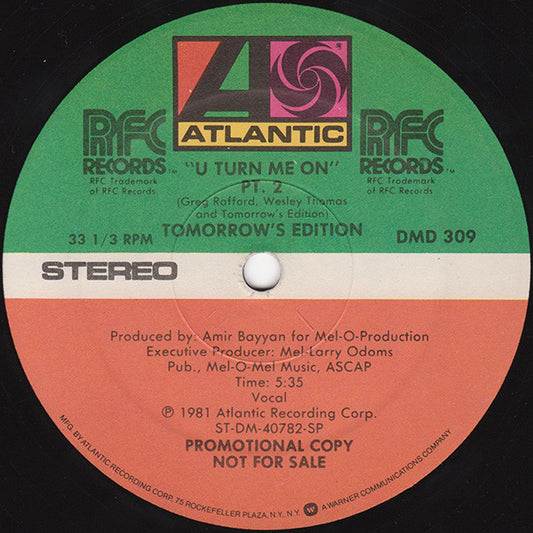 ATLANTIC
RFC
RECORDS™
RFC Trademark
of RFC Records
RFC
RECORDS™
RFC Trademark
of RFC Records
"U TURN ME ON"
PT. 2
(Greg Rafford, Wesley Thomas
and Tomorrow's Edition)
TOMORROW'S EDITION
33 1/3 RPM
DMD 309
STEREO
Produced by: Amir Bayyan for Mel-O-Production
Executive Producer: Mel-Larry Odoms
Pub., Mel-O-Mel Music, ASCAP
Time: 5:35
Vocal
℗ 1981 Atlantic Recording Corp.
ST-DM-40782-SP
PROMOTIONAL COPY
NOT FOR SALE
MFG. BY ATLANTIC RECORDING CORP. 75 ROCKEFELLER PLAZA, N.Y. N.Y. A WARNER COMMUNICATIONS COMPANY